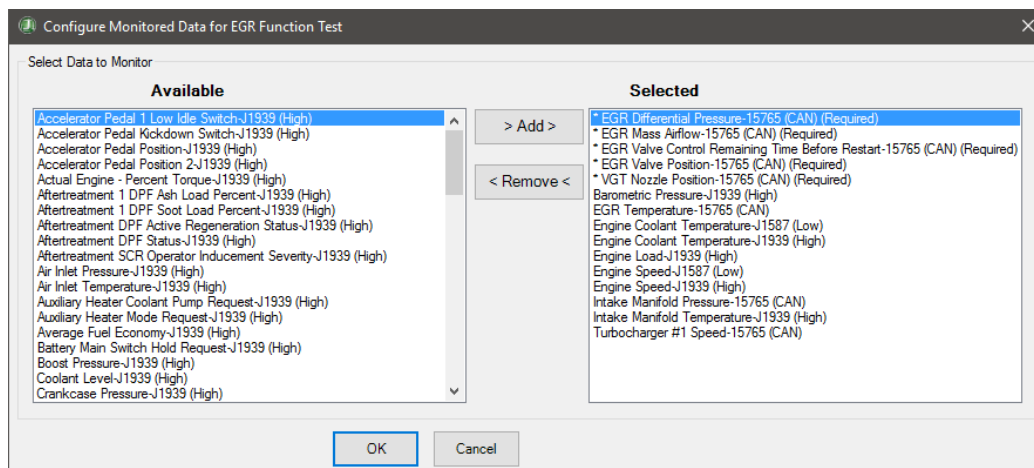 Configure Monitored Data for EGR Function Test
Select Data to Monitor
Available
Accelerator Pedal 1 Low Idle Switch-J1939 (High)
Accelerator Pedal Kickdown Switch-J1939 (High)
Accelerator Pedal Position-J1939 (High)
Accelerator Pedal Position 2-J1939 (High)
Actual Engine - Percent Torque-J1939 (High)
Aftertreatment 1 DPF Ash Load Percent-J1939 (High)
Aftertreatment 1 DPF Soot Load Percent-J1939 (High)
Aftertreatment DPF Active Regeneration Status-J1939 (High)
Aftertreatment DPF Status-J1939 (High)
Aftertreatment SCR Operator Inducement Severity-J1939 (High)
Air Inlet Pressure-J1939 (High)
Air Inlet Temperature-J1939 (High)
Auxiliary Heater Coolant Pump Request-J1939 (High)
Auxiliary Heater Mode Request-J1939 (High)
Average Fuel Economy-J1939 (High)
Battery Main Switch Hold Request-J1939 (High)
Boost Pressure-J1939 (High)
Coolant Level-J1939 (High)
Crankcase Pressure-J1939 (High)
> Add >
< Remove <
Selected
* EGR Differential Pressure-15765 (CAN) (Required)
* EGR Mass Airflow-15765 (CAN) (Required)
* EGR Valve Control Remaining Time Before Restart-15765 (CAN) (Required)
* EGR Valve Position-15765 (CAN) (Required)
* VGT Nozzle Position-15765 (CAN) (Required)
Barometric Pressure-J1939 (High)
EGR Temperature-15765 (CAN)
Engine Coolant Temperature-J1587 (Low)
Engine Coolant Temperature-J1939 (High)
Engine Load-J1939 (High)
Engine Speed-J1587 (Low)
Engine Speed-J1939 (High)
Intake Manifold Pressure-15765 (CAN)
Intake Manifold Temperature-J1939 (High)
Turbocharger #1 Speed-15765 (CAN)
OK
Cancel